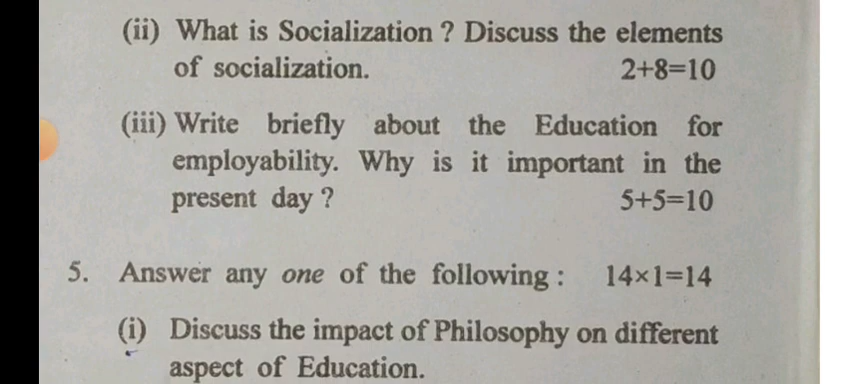 (ii) What is Socialization ? Discuss the elements
of socialization. 2+8=10
(iii) Write briefly about the Education for
employability. Why is it important in the
present day ? 5+5=10
5. Answer any one of the following : 14×1=14
(i) Discuss the impact of Philosophy on different
aspect of Education.